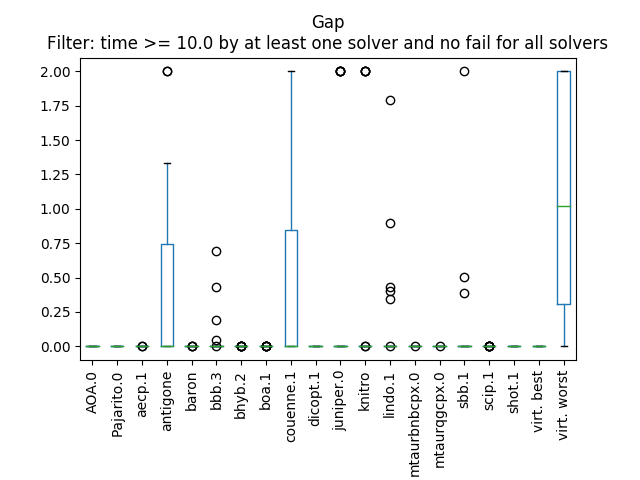 Gap
Filter: time >= 10.0 by at least one solver and no fail for all solvers
2.00
1.75
1.50
1.25
1.00
0.75
0.50
0.25
0.00
AOA.0
Pajarito.0
aecp.1
antigone
baron
bbb.3
bhyb.2
boa.1
couenne.1
dicopt.1
juniper.0
knitro
lindo.1
mtaurbnbcpx.0
mtaurqgcpx.0
sbb.1
scip.1
shot.1
virt. best
virt. worst